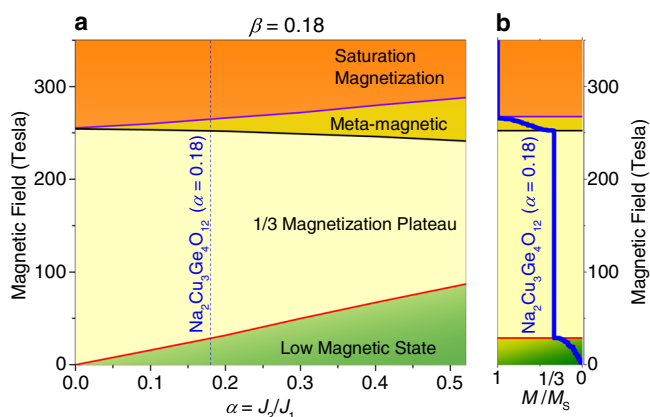 a
β = 0.18
b
Saturation
Magnetization
Meta-magnetic
1/3 Magnetization Plateau
Low Magnetic State
Na₂Cu₃Ge₄O₁₂ (α = 0.18)
Magnetic Field (Tesla)
300
200
100
0
0.0 0.1 0.2 0.3 0.4 0.5
α = J₂/J₁
Na₂Cu₃Ge₄O₁₂ (α = 0.18)
300
200
100
0
Magnetic Field (Tesla)
1 1/3 0
M/Mₛ